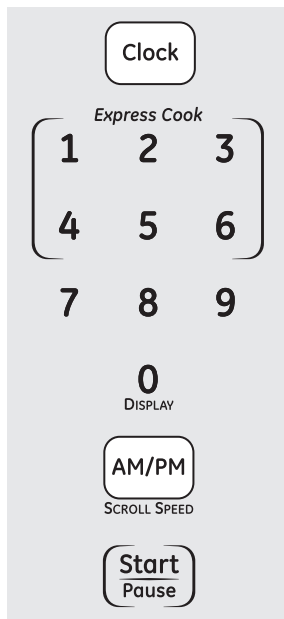 Clock
Express Cook
1 2 3
4 5 6
7 8 9
0
DISPLAY
AM/PM
SCROLL SPEED
Start
Pause